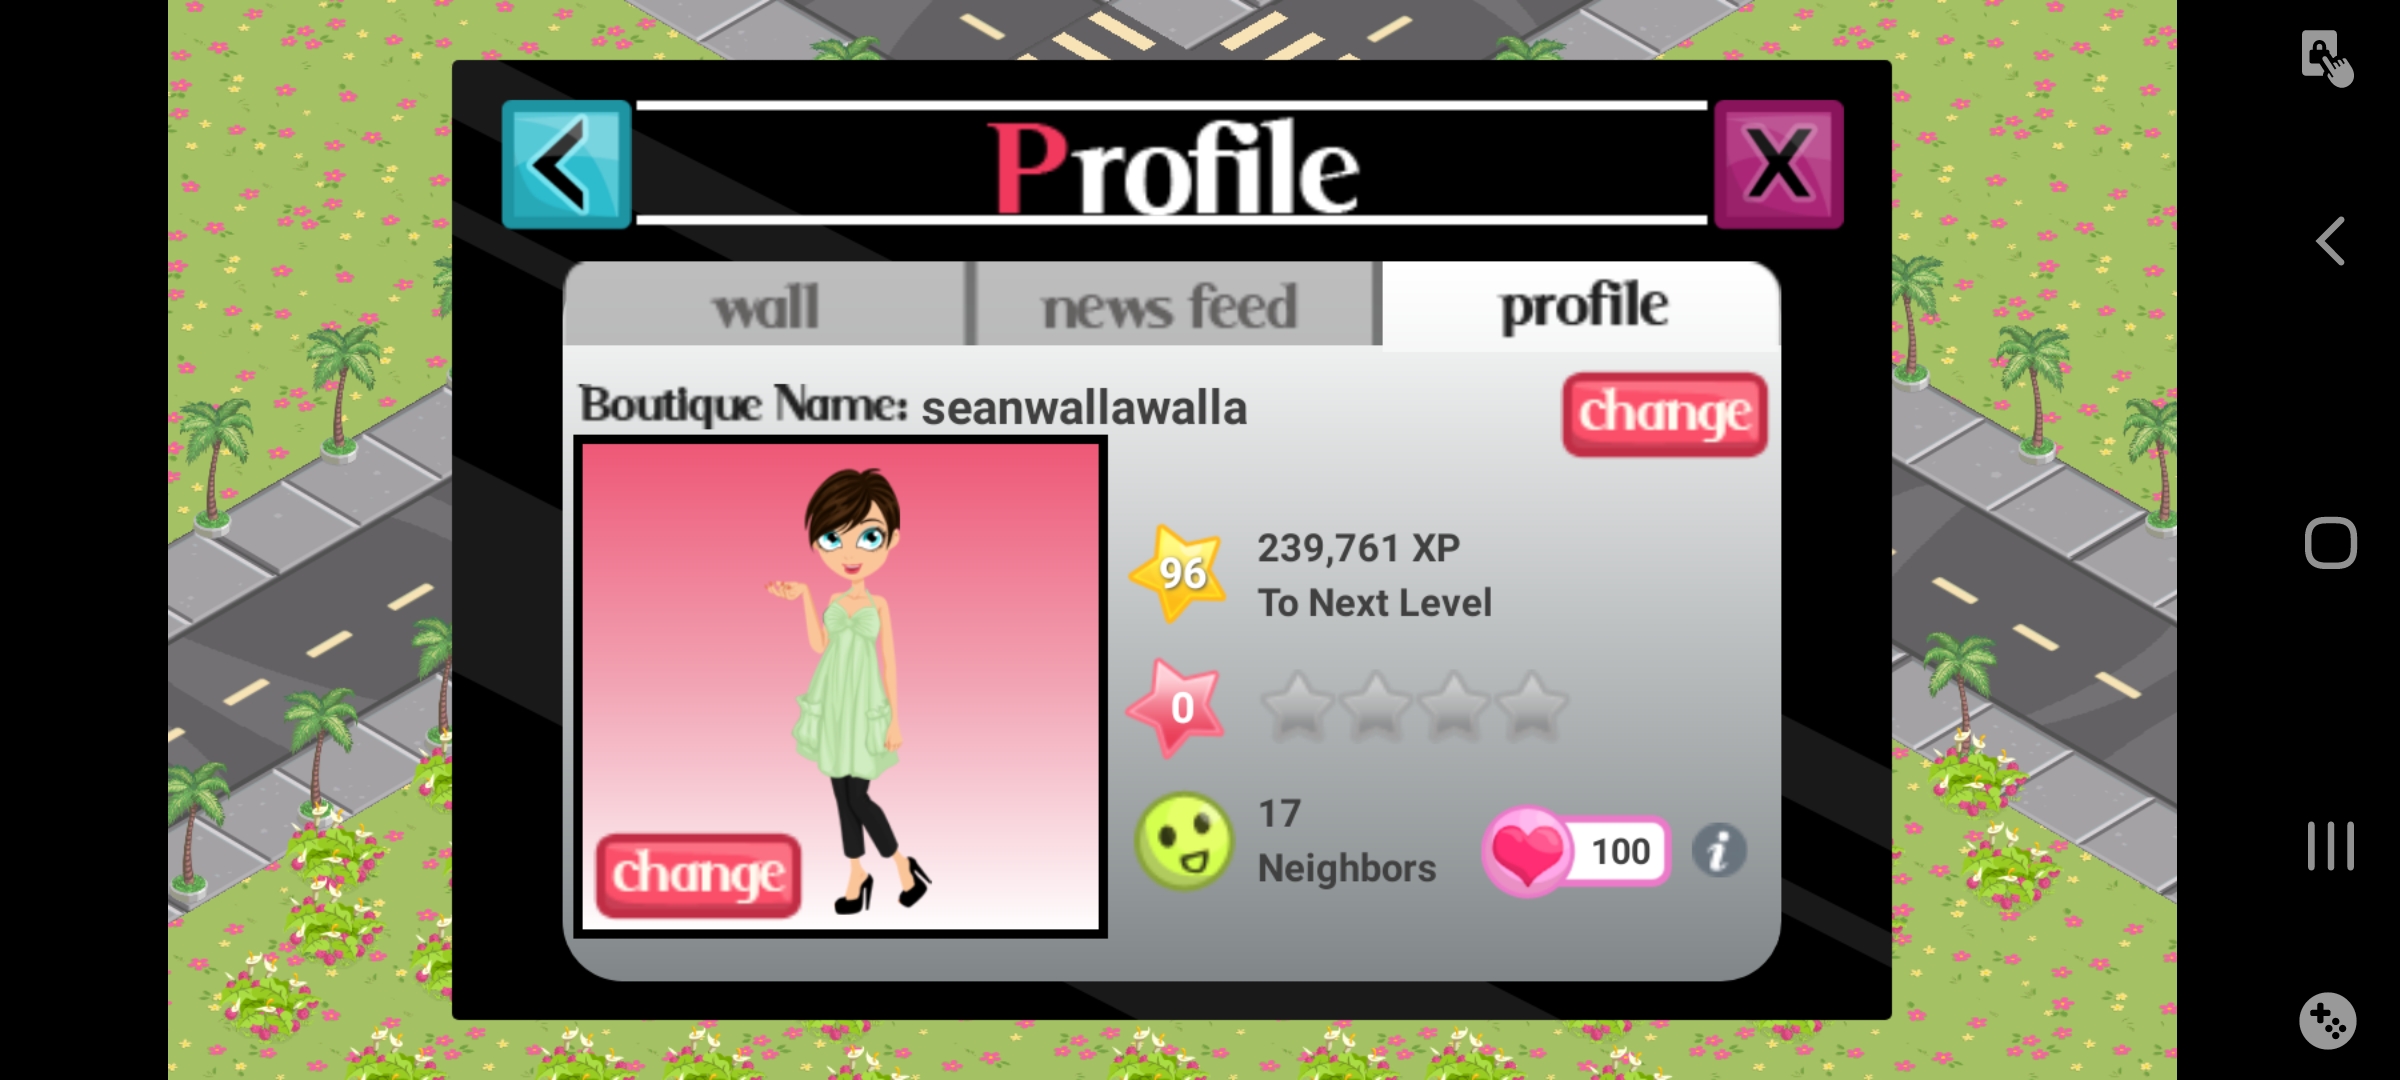 Profile
wall
news feed
profile
Boutique Name: seanwallawalla
change
96
239,761 XP
To Next Level
0
17
Neighbors
100
i
change